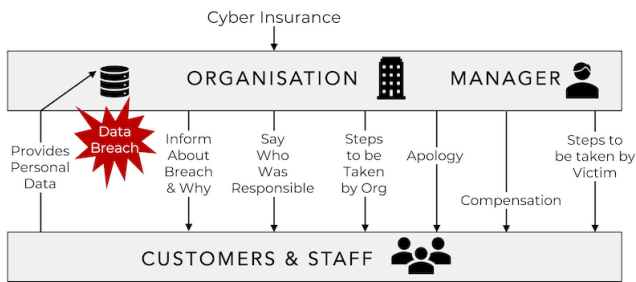 Cyber Insurance
ORGANISATION
MANAGER
Data
Breach
Provides
Personal
Data
Inform
About
Breach
& Why
Say
Who
Was
Responsible
Steps
to be
Taken
by Org
Apology
Compensation
Steps to
be taken by
Victim
CUSTOMERS & STAFF